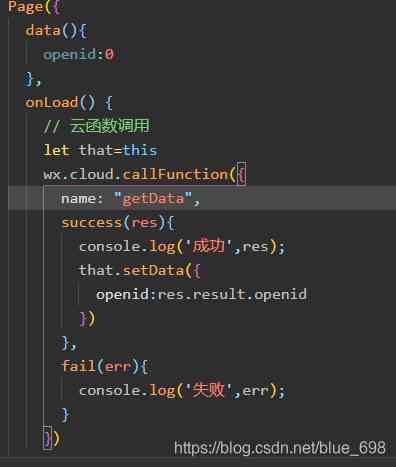 Page({
data(){
openid:0
},
onLoad() {
// 云函数调用
let that=this
wx.cloud.callFunction({
name: "getData",
success(res){
console.log('成功',res);
that.setData({
openid:res.result.openid
})
},
fail(err){
console.log('失败',err);
}
})
https://blog.csdn.net/blue_698